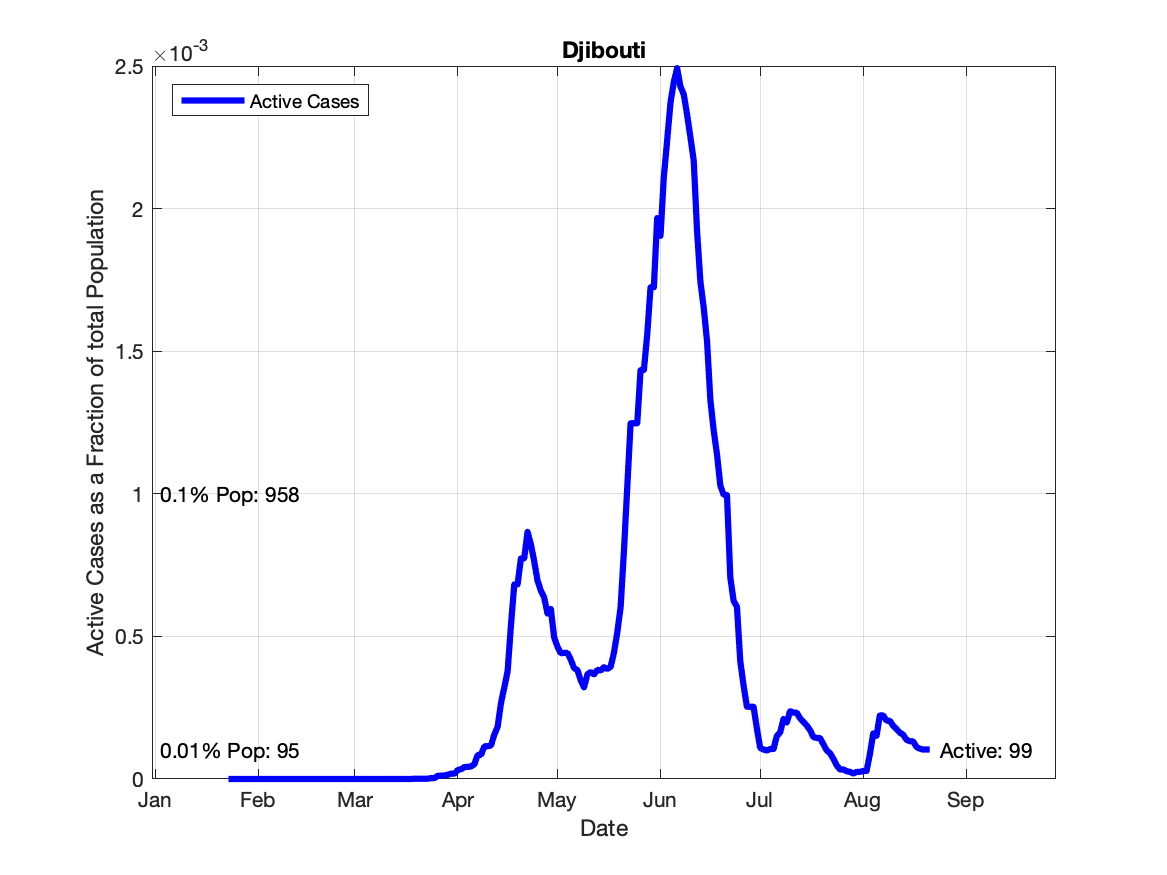 Djibouti
×10-3
2.5
2
1.5
1
0.5
0
Active Cases
0.1% Pop: 958
0.01% Pop: 95
Active: 99
Jan Feb Mar Apr May Jun Jul Aug Sep
Date
Active Cases as a Fraction of total Population